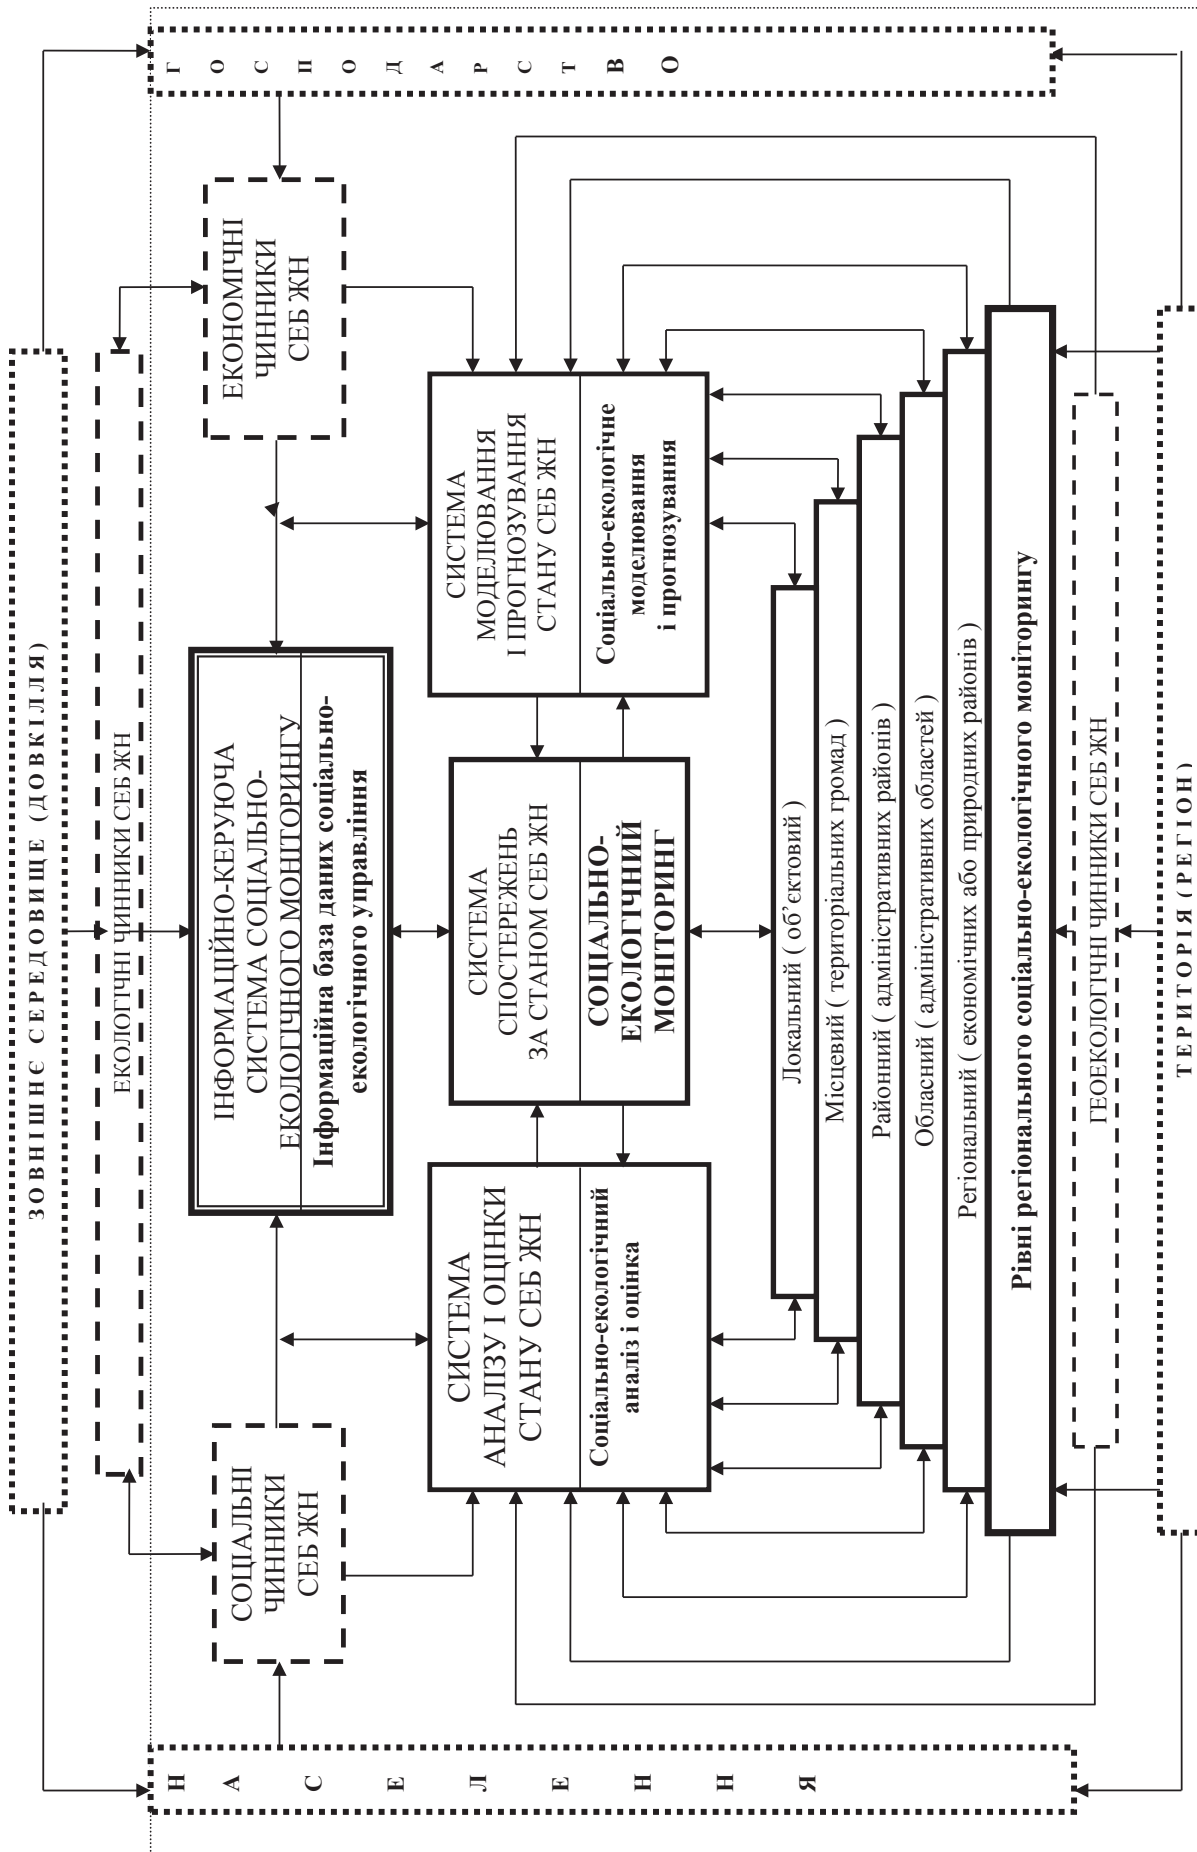 ЗОВНІШНЄ СЕРЕДОВИЩЕ (ДОВКІЛЛЯ)
ЕКОЛОГІЧНІ ЧИННИКИ СЕБ ЖН
НАСЕЛЕННЯ
СОЦІАЛЬНІ
ЧИННИКИ
СЕБ ЖН
ІНФОРМАЦІЙНО-КЕРУЮЧА
СИСТЕМА СОЦІАЛЬНО-
ЕКОЛОГІЧНОГО МОНІТОРИНГУ
Інформаційна база даних соціально-
екологічного управління
ЕКОНОМІЧНІ
ЧИННИКИ
СЕБ ЖН
ГОСПОДАРСТВО
СИСТЕМА
АНАЛІЗУ І ОЦІНКИ
СТАНУ СЕБ ЖН
Соціально-екологічний
аналіз і оцінка
СИСТЕМА
СПОСТЕРЕЖЕНЬ
ЗА СТАНОМ СЕБ ЖН
СОЦІАЛЬНО-
ЕКОЛОГІЧНИЙ
МОНІТОРИНГ
СИСТЕМА
МОДЕЛЮВАННЯ
І ПРОГНОЗУВАННЯ
СТАНУ СЕБ ЖН
Соціально-екологічне
моделювання
і прогнозування
Локальний ( об’єктовий )
Місцевий ( територіальних громад )
Районний ( адміністративних районів )
Обласний ( адміністративних областей )
Регіональний ( економічних або природних районів )
Рівні регіонального соціально-екологічного моніторингу
ГЕОЕКОЛОГІЧНІ ЧИННИКИ СЕБ ЖН
ТЕРИТОРІЯ (РЕГІОН)